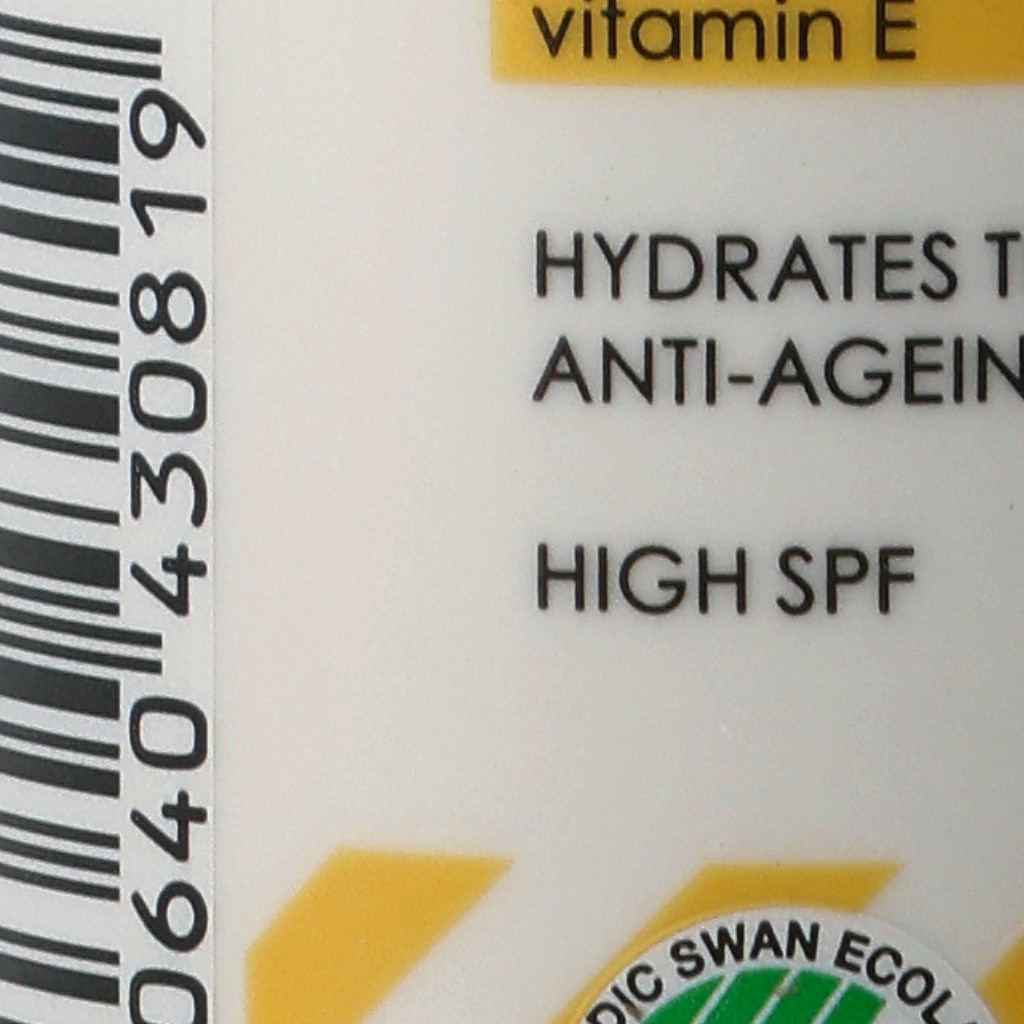 vitamin E
HYDRATES T
ANTI-AGEIN
HIGH SPF
0640 430819
DIC SWAN ECOL